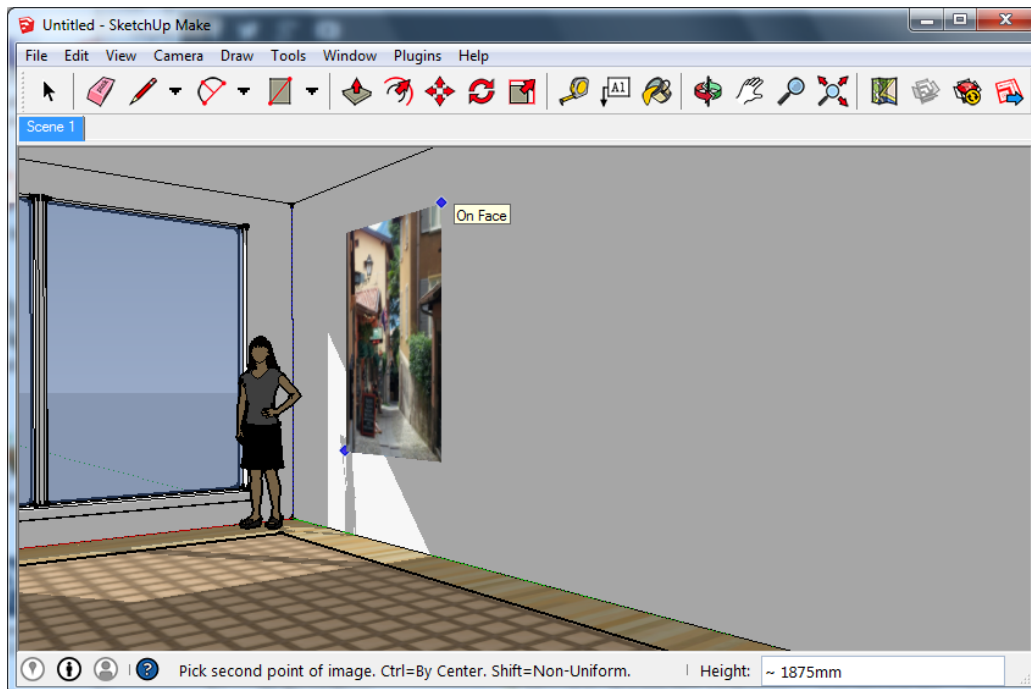 Untitled - SketchUp Make
File Edit View Camera Draw Tools Window Plugins Help
A1
Scene 1
On Face
Pick second point of image. Ctrl=By Center. Shift=Non-Uniform. Height: ~ 1875mm